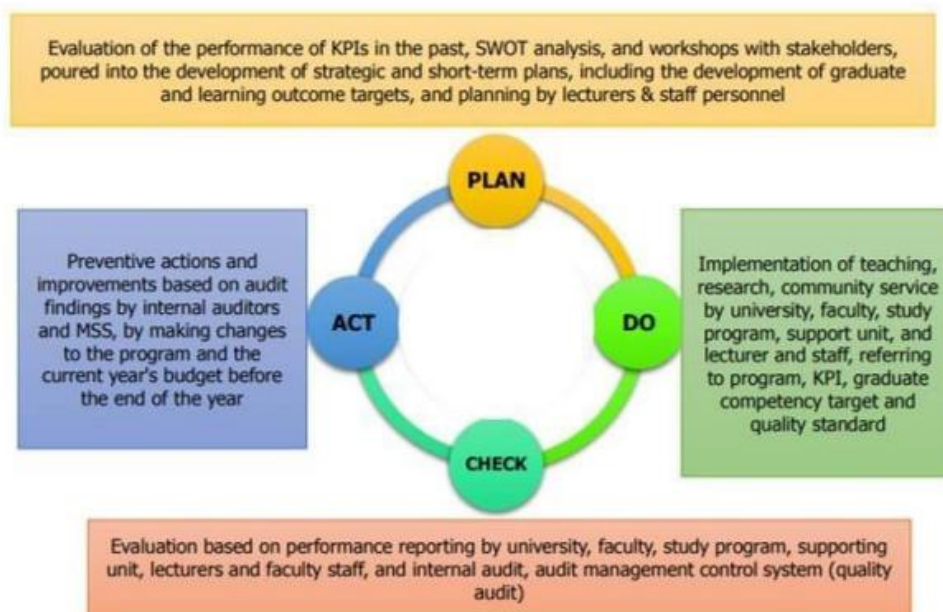 Evaluation of the performance of KPIs in the past, SWOT analysis, and workshops with stakeholders,
poured into the development of strategic and short-term plans, including the development of graduate
and learning outcome targets, and planning by lecturers & staff personnel
PLAN
Preventive actions and
improvements based on audit
findings by internal auditors
and MSS, by making changes
to the program and the
current year's budget before
the end of the year
ACT
DO
Implementation of teaching,
research, community service
by university, faculty, study
program, support unit, and
lecturer and staff, referring
to program, KPI, graduate
competency target and
quality standard
CHECK
Evaluation based on performance reporting by university, faculty, study program, supporting
unit, lecturers and faculty staff, and internal audit, audit management control system (quality
audit)